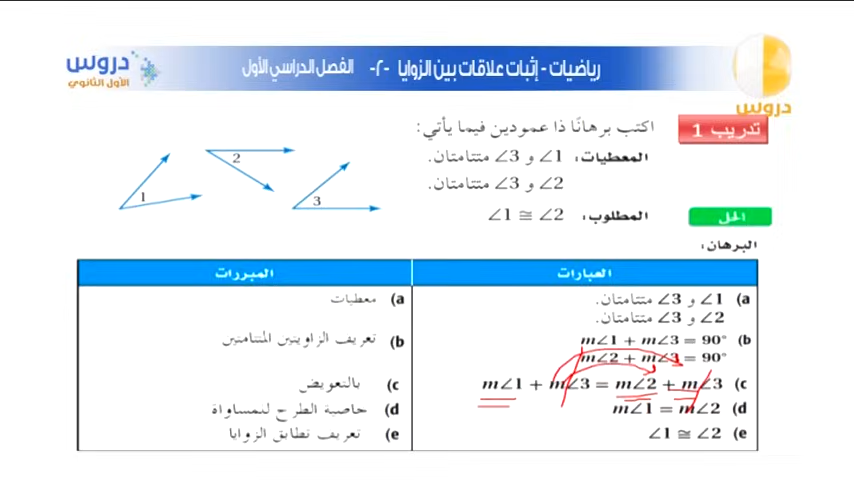 رياضيات - إثبات علاقات بين الزوايا -٢- الفصل الدراسي الأول
دروس
الأول الثانوي
دروس
تدريب 1
اكتب برهانًا ذا عمودين فيما يأتي:
المعطيات: ∠1 و ∠3 متتامتان.
∠2 و ∠3 متتامتان.
الحل
المطلوب: ∠1 ≅ ∠2
1
2
3
البرهان:
العبارات
المبررات
(a ∠1 و ∠3 متتامتان.
∠2 و ∠3 متتامتان.
(a معطيات
(b m∠1 + m∠3 = 90°
m∠2 + m∠3 = 90°
(b تعريف الزاويتين المتتامتين
(c m∠1 + m∠3 = m∠2 + m∠3
(c بالتعويض
(d m∠1 = m∠2
(d خاصية الطرح للمساواة
(e ∠1 ≅ ∠2
(e تعريف تطابق الزوايا